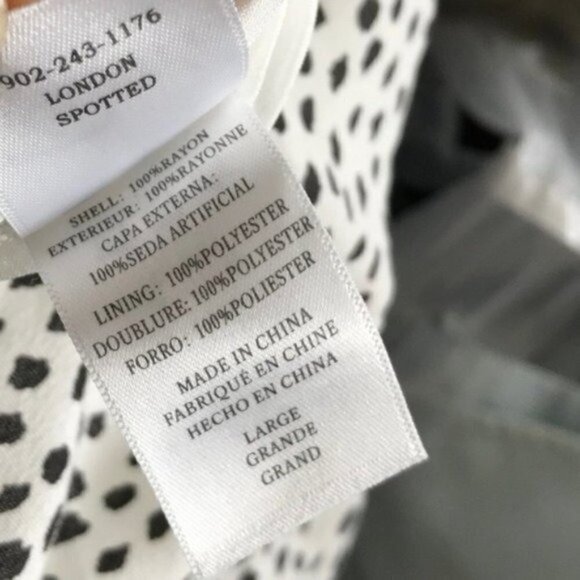 902-243-1176
LONDON
SPOTTED
SHELL: 100%RAYON
EXTERIEUR: 100%RAYONNE
CAPA EXTERNA:
100%SEDA ARTIFICIAL
LINING: 100%POLYESTER
DOUBLURE: 100%POLYESTER
FORRO: 100%POLIESTER
MADE IN CHINA
FABRIQUÉ EN CHINE
HECHO EN CHINA
LARGE
GRANDE
GRAND